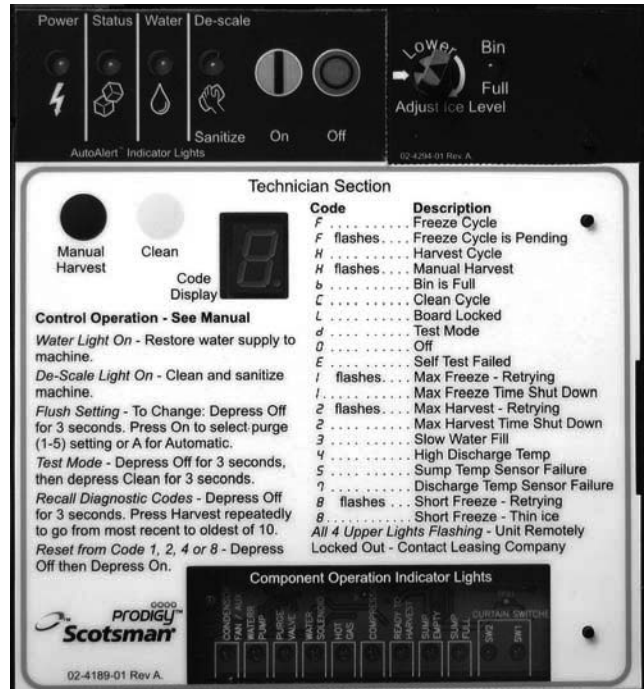 Power Status Water De-scale
Lower
Bin
Full
Adjust Ice Level
Sanitize On Off
AutoAlert™ Indicator Lights
02-4294-01 Rev. A.
Technician Section
Manual Harvest
Clean
Code Display
Control Operation - See Manual
Water Light On - Restore water supply to
machine.
De-Scale Light On - Clean and sanitize
machine.
Flush Setting - To Change: Depress Off
for 3 seconds. Press On to select purge
(1-5) setting or A for Automatic.
Test Mode - Depress Off for 3 seconds,
then depress Clean for 3 seconds.
Recall Diagnostic Codes - Depress Off
for 3 seconds. Press Harvest repeatedly
to go from most recent to oldest of 10.
Reset from Code 1, 2, 4 or 8 - Depress
Off then Depress On.
Code Description
F . . . . . . . . . . Freeze Cycle
F flashes . . . . Freeze Cycle is Pending
H . . . . . . . . . . Harvest Cycle
H flashes . . . . Manual Harvest
b . . . . . . . . . . Bin is Full
C . . . . . . . . . . Clean Cycle
L . . . . . . . . . . Board Locked
d . . . . . . . . . . Test Mode
0 . . . . . . . . . . Off
E . . . . . . . . . . Self Test Failed
1 flashes . . . . Max Freeze - Retrying
1. . . . . . . . . . . Max Freeze Time Shut Down
2 flashes . . . . Max Harvest - Retrying
2 . . . . . . . . . . Max Harvest Time Shut Down
3 . . . . . . . . . . Slow Water Fill
4 . . . . . . . . . . High Discharge Temp
5 . . . . . . . . . . Sump Temp Sensor Failure
7 . . . . . . . . . . Discharge Temp Sensor Failure
8 flashes . . . . Short Freeze - Retrying
8. . . . . . . . . . . Short Freeze - Thin ice
All 4 Upper Lights Flashing - Unit Remotely
Locked Out - Contact Leasing Company
PRODIGY™
Scotsman
02-4189-01 Rev A.
Component Operation Indicator Lights
CONDENSER FAN / AUX
WATER PUMP
PURGE VALVE
WATER SOLENOID
HOT GAS
COMPRESSOR
READY TO HARVEST
SUMP EMPTY
SUMP FULL
CURTAIN SWITCHES
SW2
SW1